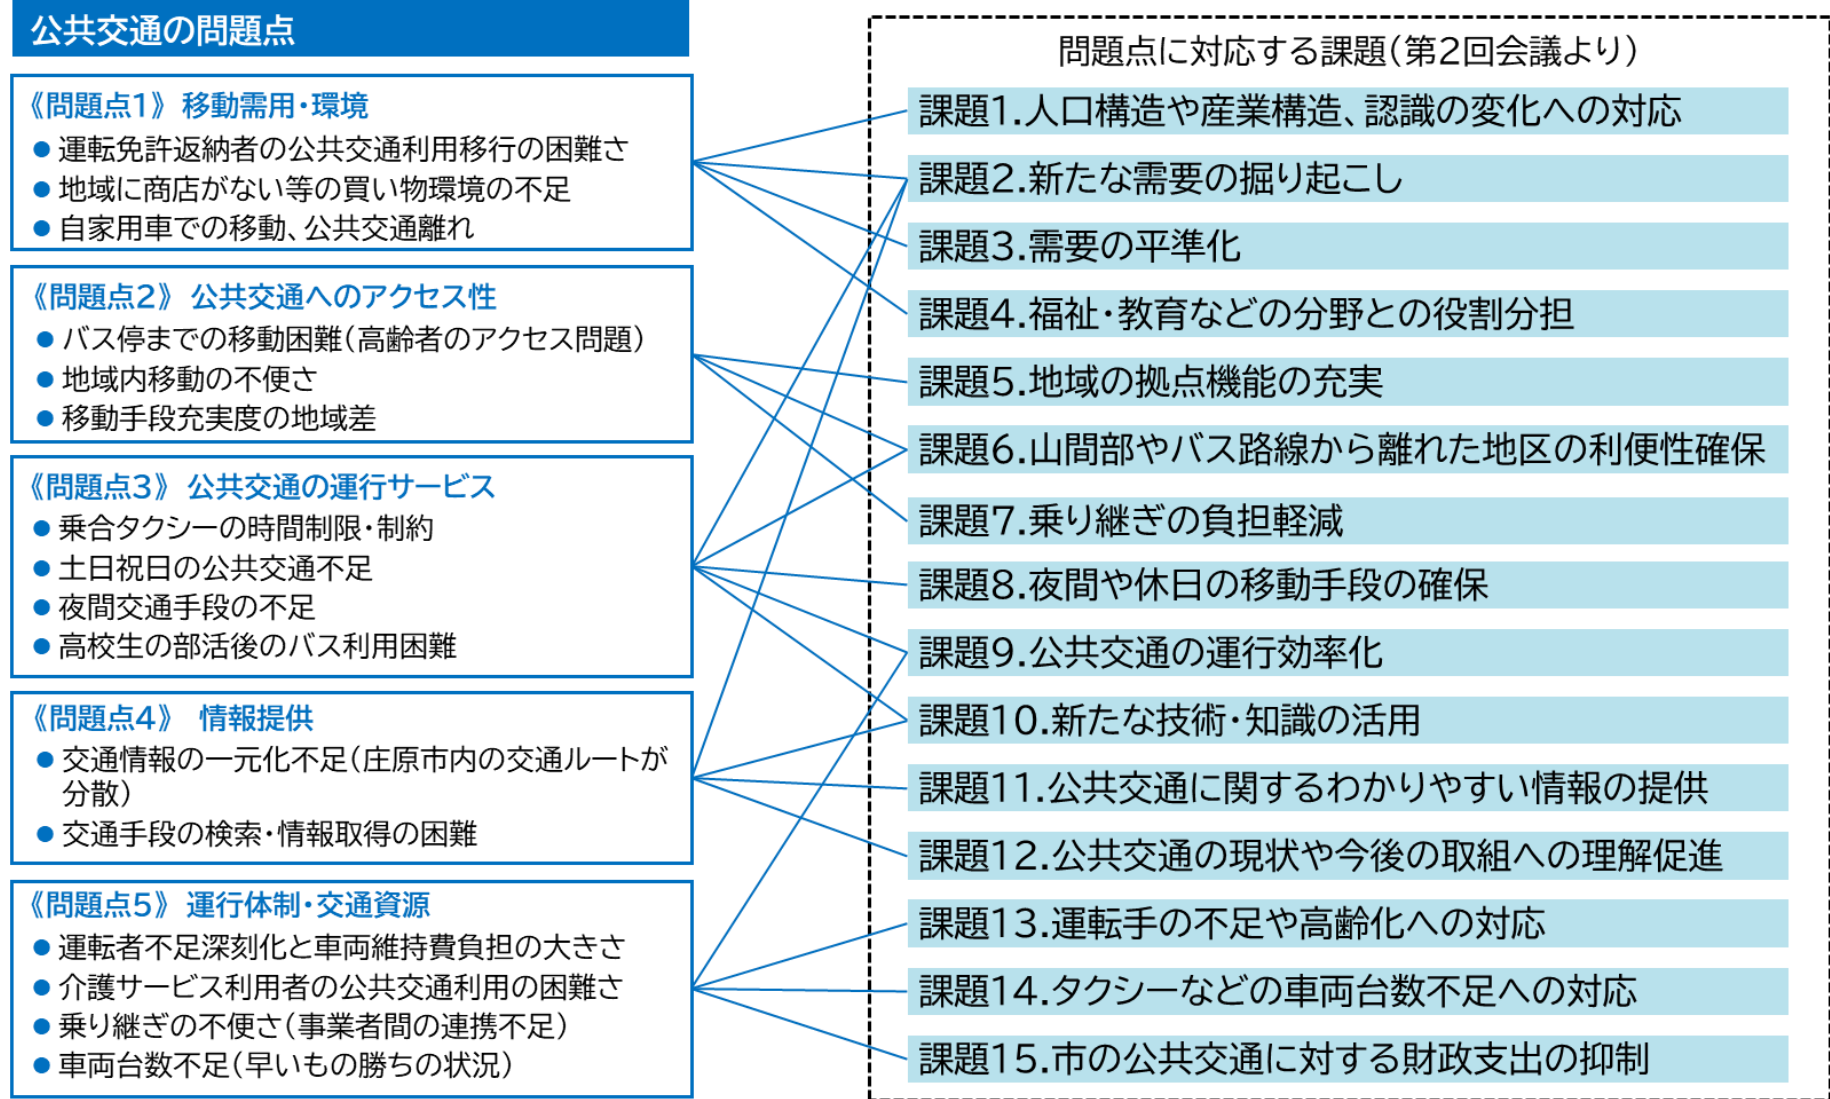 公共交通の問題点
《問題点1》 移動需用・環境
● 運転免許返納者の公共交通利用移行の困難さ
● 地域に商店がない等の買い物環境の不足
● 自家用車での移動、公共交通離れ
《問題点2》 公共交通へのアクセス性
● バス停までの移動困難(高齢者のアクセス問題)
● 地域内移動の不便さ
● 移動手段充実度の地域差
《問題点3》 公共交通の運行サービス
● 乗合タクシーの時間制限・制約
● 土日祝日の公共交通不足
● 夜間交通手段の不足
● 高校生の部活後のバス利用困難
《問題点4》 情報提供
● 交通情報の一元化不足(庄原市内の交通ルートが
分散)
● 交通手段の検索・情報取得の困難
《問題点5》 運行体制・交通資源
● 運転者不足深刻化と車両維持費負担の大きさ
● 介護サービス利用者の公共交通利用の困難さ
● 乗り継ぎの不便さ(事業者間の連携不足)
● 車両台数不足(早いもの勝ちの状況)
問題点に対応する課題(第2回会議より)
課題1.人口構造や産業構造、認識の変化への対応
課題2.新たな需要の掘り起こし
課題3.需要の平準化
課題4.福祉・教育などの分野との役割分担
課題5.地域の拠点機能の充実
課題6.山間部やバス路線から離れた地区の利便性確保
課題7.乗り継ぎの負担軽減
課題8.夜間や休日の移動手段の確保
課題9.公共交通の運行効率化
課題10.新たな技術・知識の活用
課題11.公共交通に関するわかりやすい情報の提供
課題12.公共交通の現状や今後の取組への理解促進
課題13.運転手の不足や高齢化への対応
課題14.タクシーなどの車両台数不足への対応
課題15.市の公共交通に対する財政支出の抑制